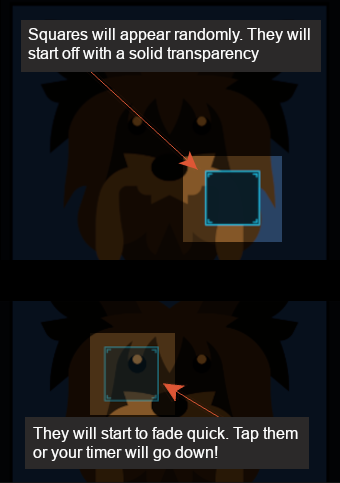 Squares will appear randomly. They will
start off with a solid transparency
They will start to fade quick. Tap them
or your timer will go down!